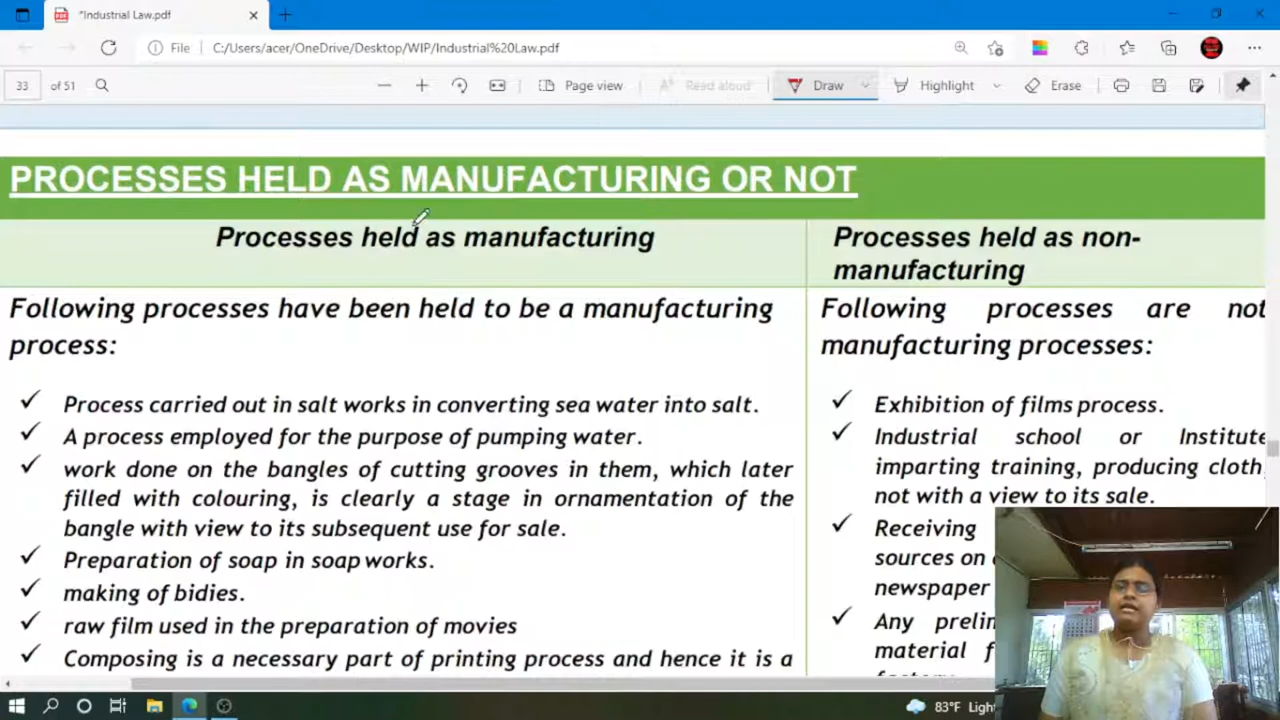 *Industrial Law.pdf
File
C:/Users/acer/OneDrive/Desktop/WIP/Industrial%20Law.pdf
33 of 51
Page view
Read aloud
Draw
Highlight
Erase
PROCESSES HELD AS MANUFACTURING OR NOT
Processes held as manufacturing
Following processes have been held to be a manufacturing
process:
✓ Process carried out in salt works in converting sea water into salt.
✓ A process employed for the purpose of pumping water.
✓ work done on the bangles of cutting grooves in them, which later
filled with colouring, is clearly a stage in ornamentation of the
bangle with view to its subsequent use for sale.
✓ Preparation of soap in soap works.
✓ making of bidies.
✓ raw film used in the preparation of movies
✓ Composing is a necessary part of printing process and hence it is a
Processes held as non-
manufacturing
Following processes are not
manufacturing processes:
✓ Exhibition of films process.
✓ Industrial school or Institute
imparting training, producing cloth,
not with a view to its sale.
✓ Receiving
sources on
newspaper
✓ Any
material
83°F